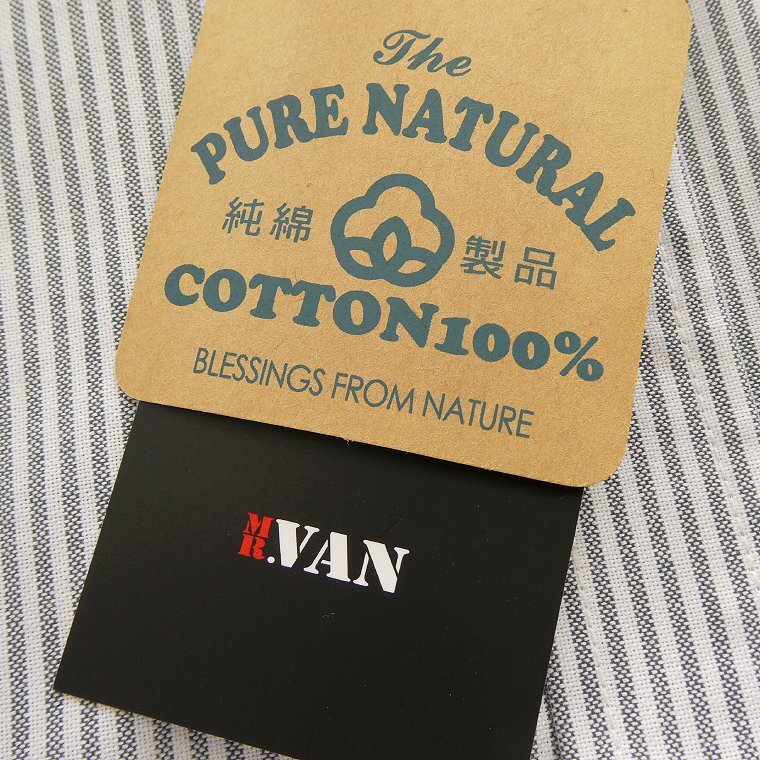 The
PURE NATURAL
純綿 製品
COTTON100%
BLESSINGS FROM NATURE
MR.VAN